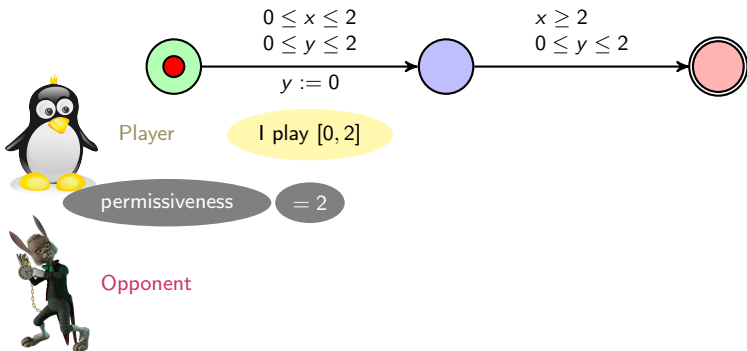 0 ≤ x ≤ 2
0 ≤ y ≤ 2
y := 0
x ≥ 2
0 ≤ y ≤ 2
Player
I play [0, 2]
permissiveness = 2
Opponent